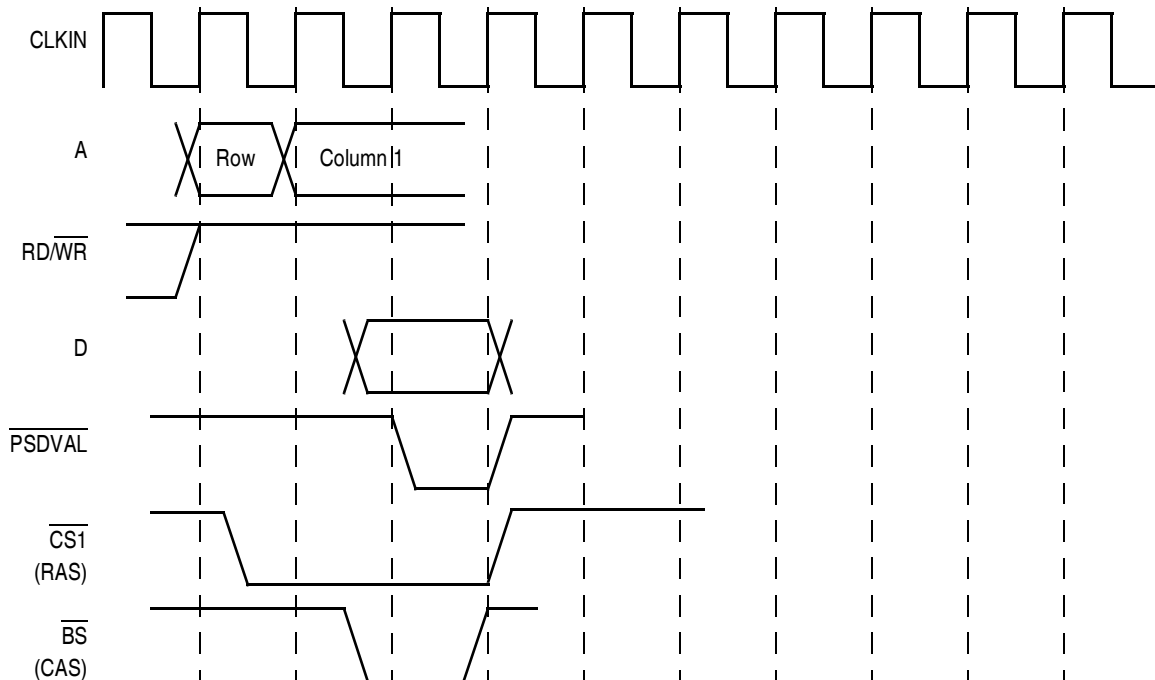 CLKIN
A
Row
Column 1
RD/WR
D
PSDVAL
CS1
(RAS)
BS
(CAS)